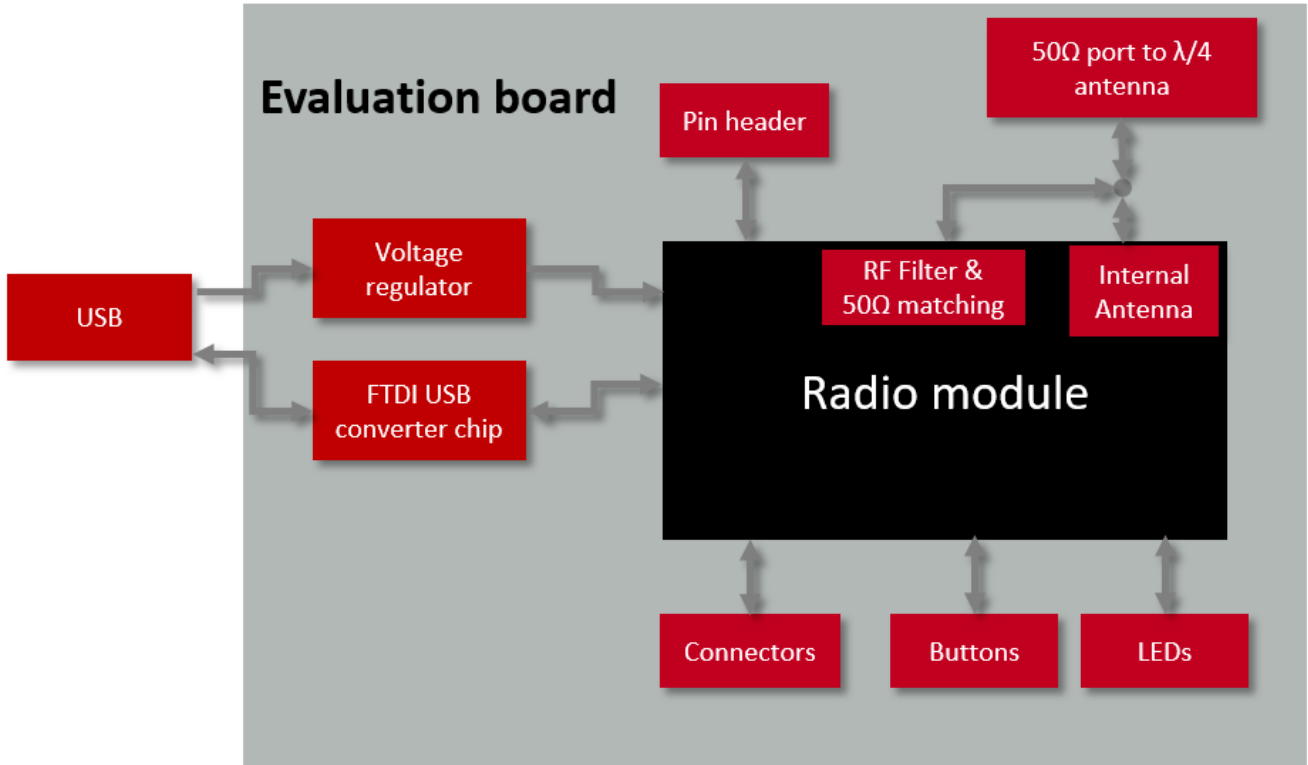 Evaluation board
50Ω port to λ/4
antenna
Pin header
Voltage
regulator
RF Filter &
50Ω matching
Internal
Antenna
USB
FTDI USB
converter chip
Radio module
Connectors
Buttons
LEDs